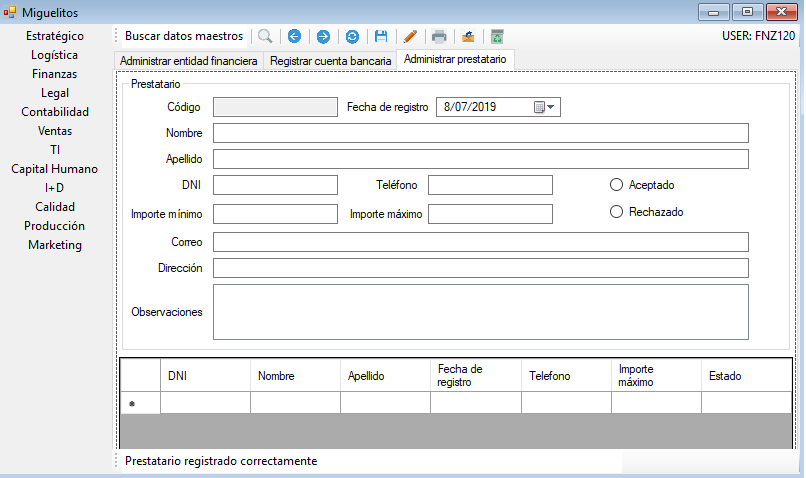 Miguelitos
Buscar datos maestros
USER: FNZ120
Estratégico
Logística
Finanzas
Legal
Contabilidad
Ventas
TI
Capital Humano
I+D
Calidad
Producción
Marketing
Administrar entidad financiera
Registrar cuenta bancaria
Administrar prestatario
Prestatario
Código
Fecha de registro
8/07/2019
Nombre
Apellido
DNI
Teléfono
Aceptado
Importe mínimo
Importe máximo
Rechazado
Correo
Dirección
Observaciones
DNI
Nombre
Apellido
Fecha de
registro
Telefono
Importe
máximo
Estado
Prestatario registrado correctamente